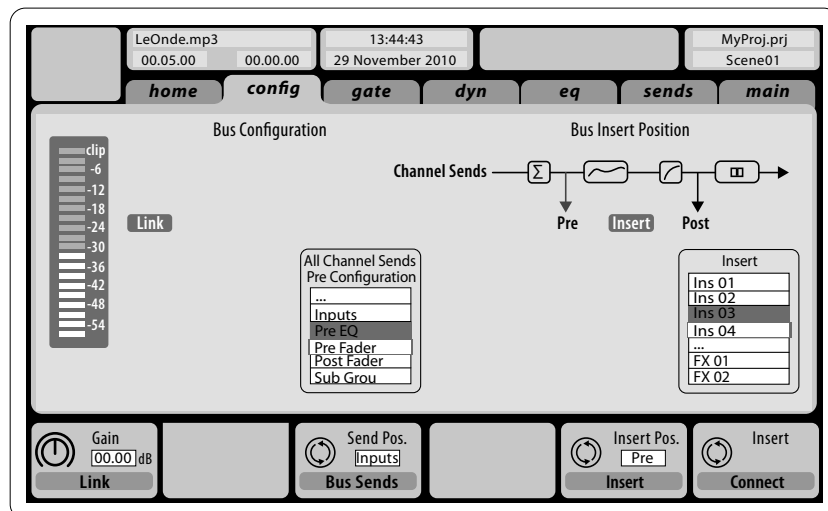 LeOnde.mp3
00.05.00 00.00.00
13:44:43
29 November 2010
MyProj.prj
Scene01
home config gate dyn eq sends main
Bus Configuration
Bus Insert Position
clip
-6
-12
-18
-24
-30
-36
-42
-48
-54
Link
Channel Sends
Σ
Pre Insert Post
All Channel Sends
Pre Configuration
...
Inputs
Pre EQ
Pre Fader
Post Fader
Sub Grou
Insert
Ins 01
Ins 02
Ins 03
Ins 04
...
FX 01
FX 02
Gain
00.00 dB
Link
Send Pos.
Inputs
Bus Sends
Insert Pos.
Pre
Insert
Insert
Connect